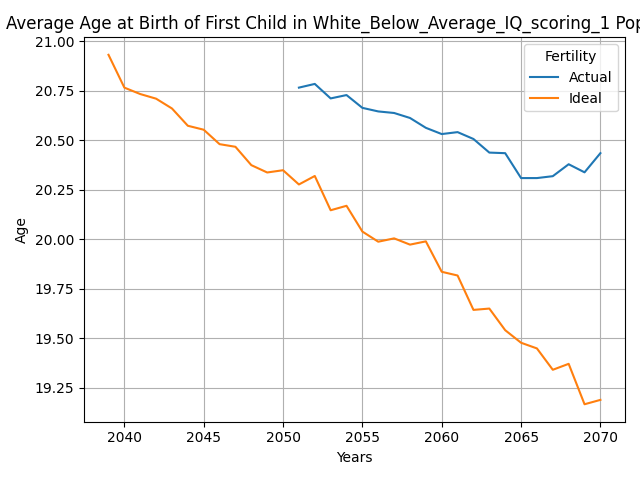 Average Age at Birth of First Child in White_Below_Average_IQ_scoring_1 Pop
Fertility
Actual
Ideal
21.00
20.75
20.50
20.25
20.00
19.75
19.50
19.25
Age
2040 2045 2050 2055 2060 2065 2070
Years